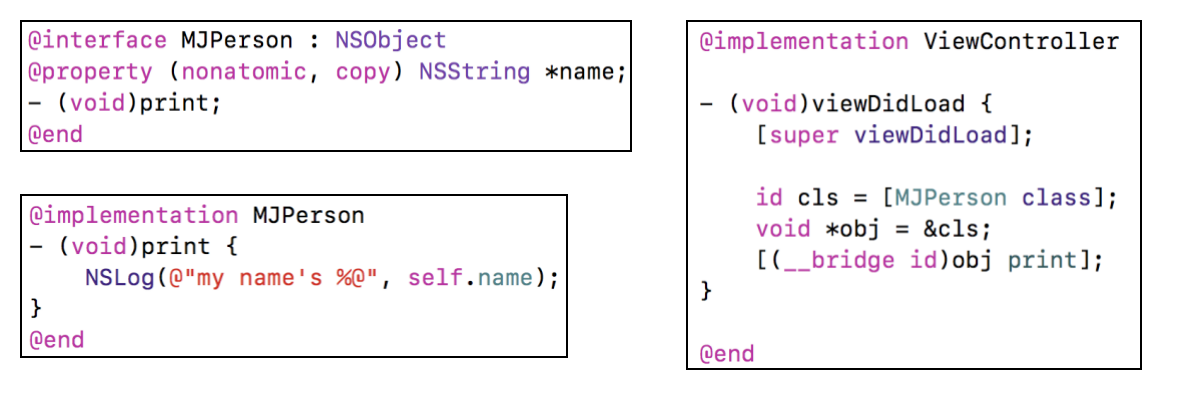 @interface MJPerson : NSObject
@property (nonatomic, copy) NSString *name;
- (void)print;
@end
@implementation MJPerson
- (void)print {
    NSLog(@"my name's %@", self.name);
}
@end
@implementation ViewController
- (void)viewDidLoad {
    [super viewDidLoad];
    id cls = [MJPerson class];
    void *obj = &cls;
    [(__bridge id)obj print];
}
@end